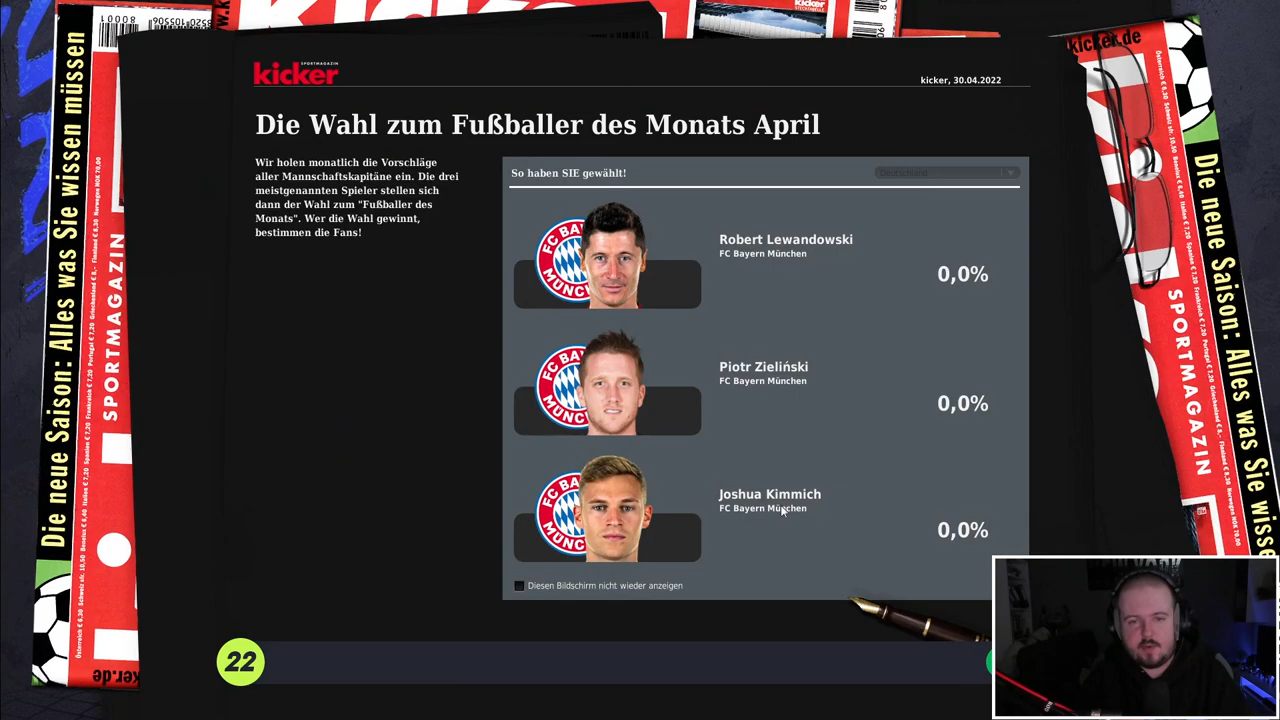 kicker
SPORTMAGAZIN
kicker, 30.04.2022
Die Wahl zum Fußballer des Monats April
Wir holen monatlich die Vorschläge
aller Mannschaftskapitäne ein. Die drei
meistgenannten Spieler stellen sich
dann der Wahl zum "Fußballer des
Monats". Wer die Wahl gewinnt,
bestimmen die Fans!
So haben SIE gewählt!
Deutschland
Robert Lewandowski
FC Bayern München
0,0%
Piotr Zieliński
FC Bayern München
0,0%
Joshua Kimmich
FC Bayern München
0,0%
Diesen Bildschirm nicht wieder anzeigen
22
Die neue Saison: Alles was Sie wissen müssen
SPORTMAGAZIN
kicker.de
Die neue Saison: Alles was Sie wisse
SPORTMAGAZIN